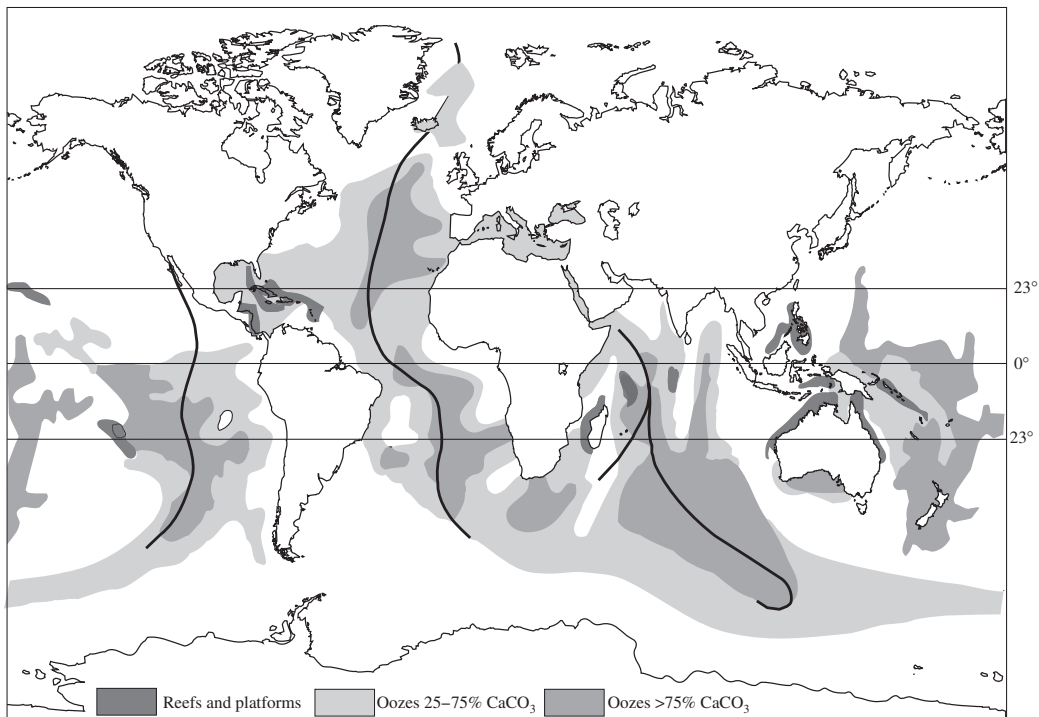 23°
0°
23°
Reefs and platforms
Oozes 25–75% CaCO₃
Oozes >75% CaCO₃